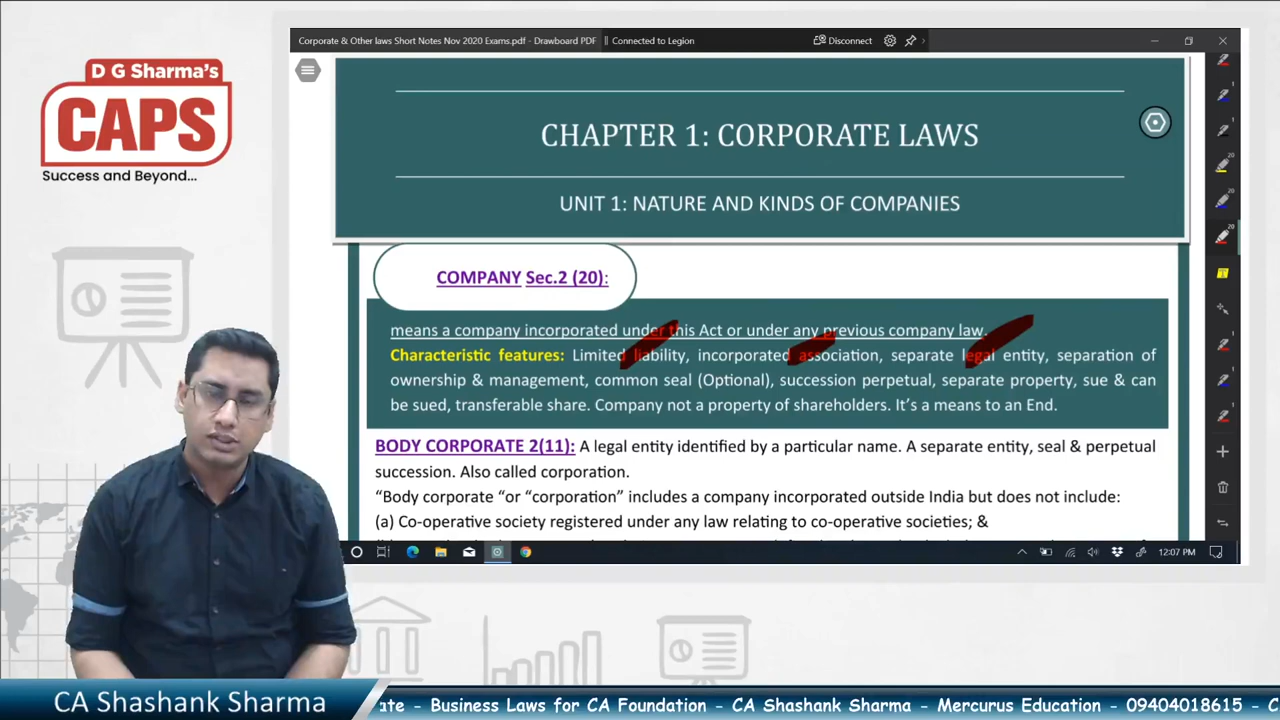 D G Sharma's
CAPS
Success and Beyond...
Corporate & Other laws Short Notes Nov 2020 Exams.pdf - Drawboard PDF
Connected to Legion
Disconnect
CHAPTER 1: CORPORATE LAWS
UNIT 1: NATURE AND KINDS OF COMPANIES
COMPANY Sec.2 (20):
means a company incorporated under this Act or under any previous company law.
Characteristic features: Limited liability, incorporated association, separate legal entity, separation of
ownership & management, common seal (Optional), succession perpetual, separate property, sue & can
be sued, transferable share. Company not a property of shareholders. It's a means to an End.
BODY CORPORATE 2(11): A legal entity identified by a particular name. A separate entity, seal & perpetual
succession. Also called corporation.
“Body corporate “or “corporation” includes a company incorporated outside India but does not include:
(a) Co-operative society registered under any law relating to co-operative societies; &
12:07 PM
CA Shashank Sharma
ate - Business Laws for CA Foundation - CA Shashank Sharma - Mercurus Education - 09404018615 - C